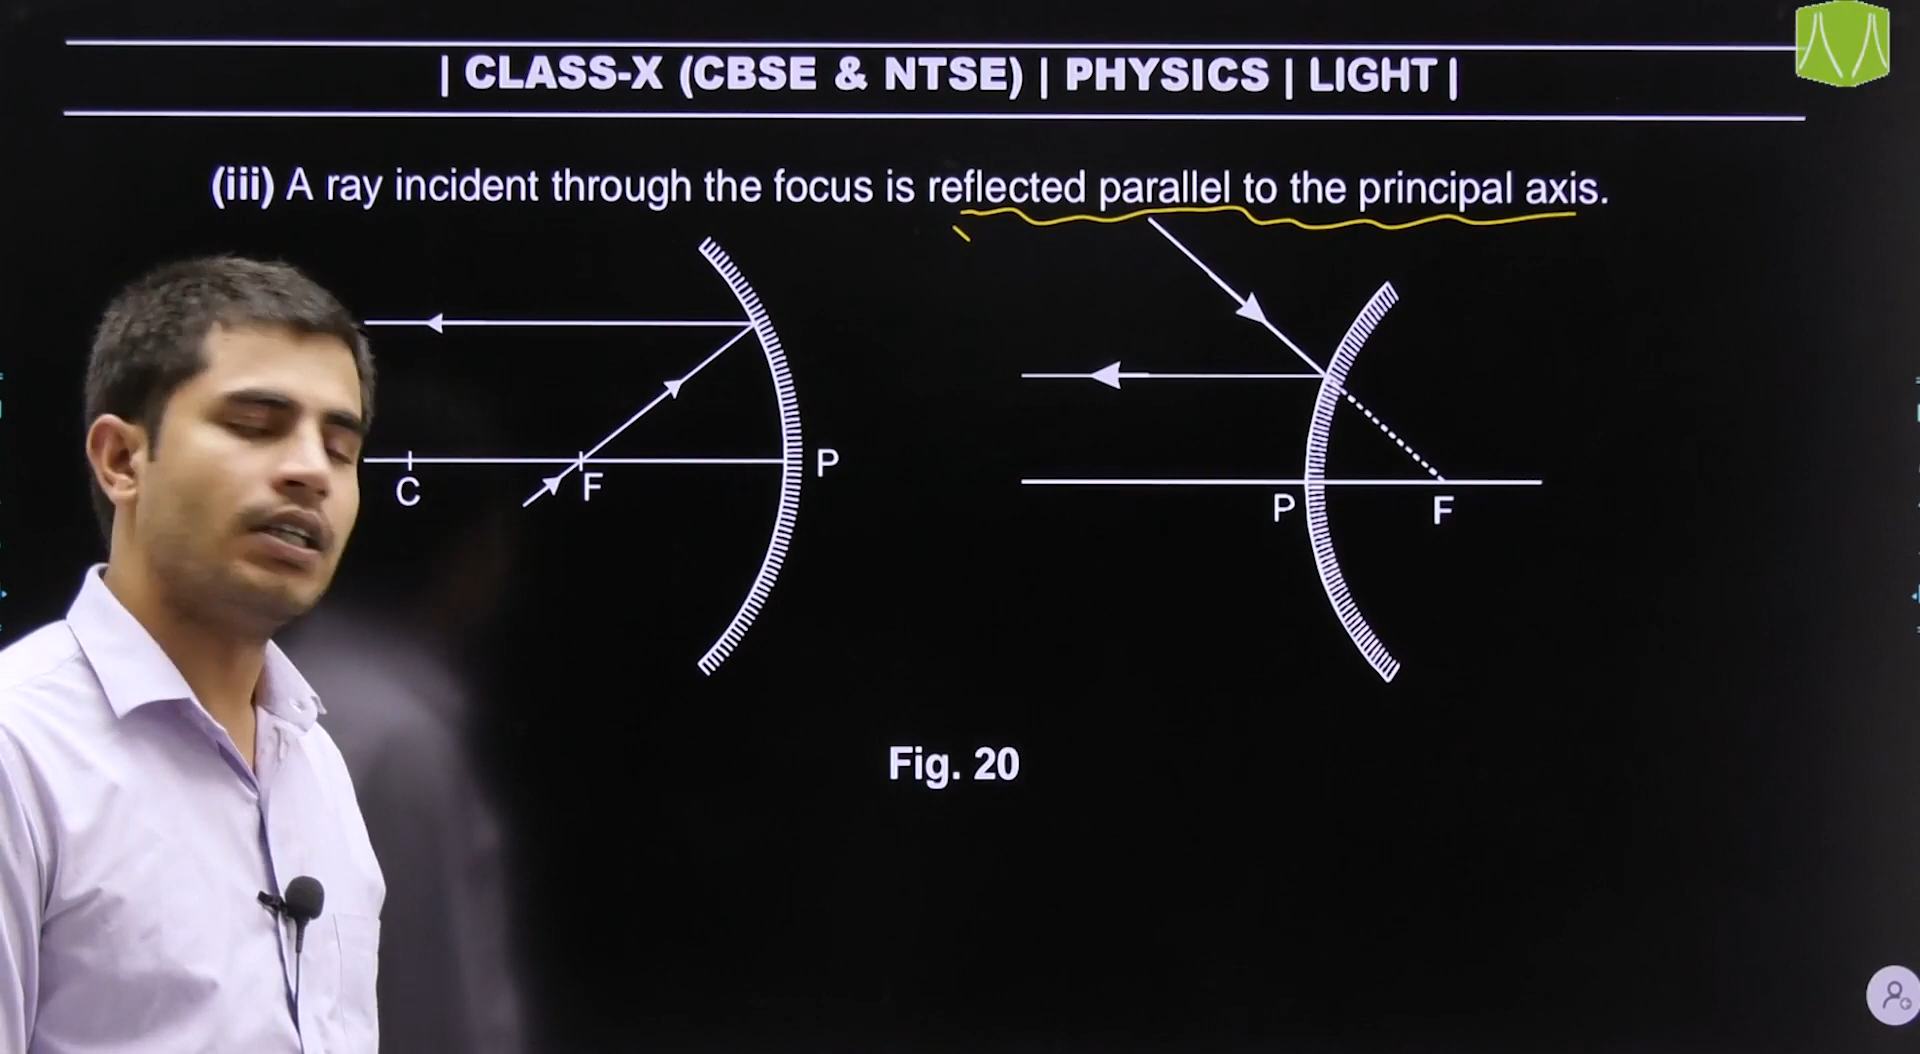 | CLASS-X (CBSE & NTSE) | PHYSICS | LIGHT |
(iii) A ray incident through the focus is reflected parallel to the principal axis.
C
F
P
P
F
Fig. 20